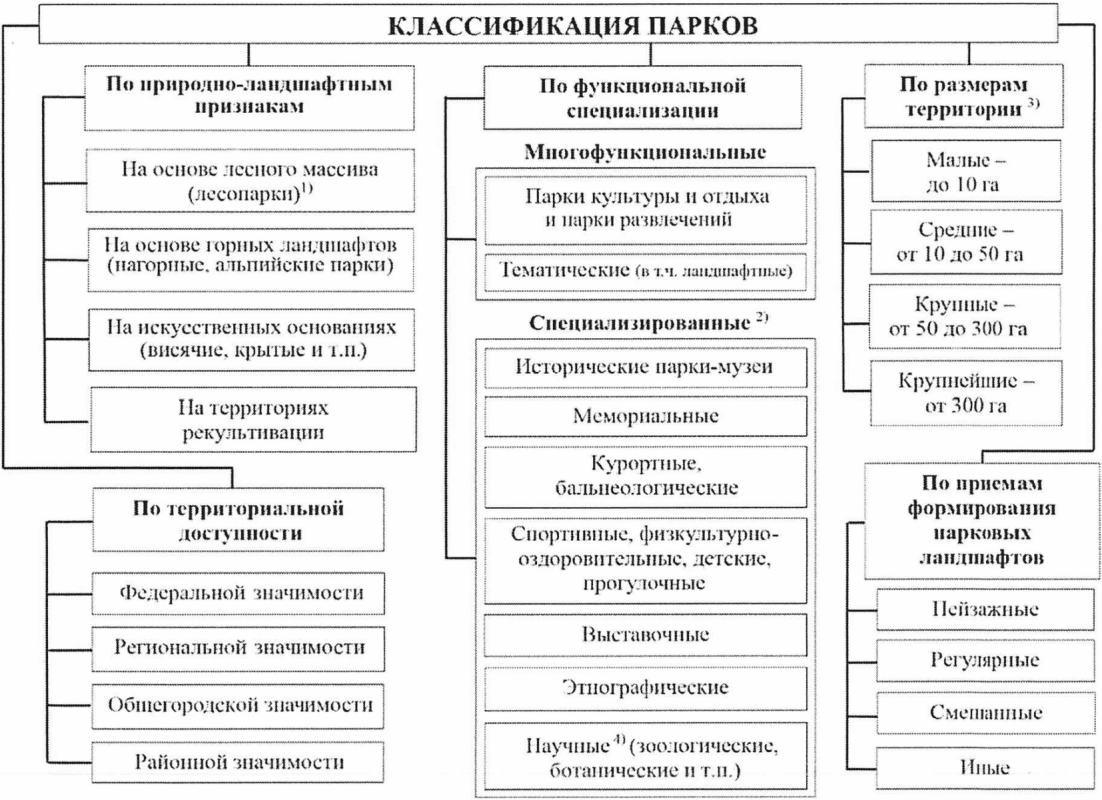 КЛАССИФИКАЦИЯ ПАРКОВ
По природно-ландшафтным
признакам
На основе лесного массива
(лесопарки)1)
На основе горных ландшафтов
(нагорные, альпийские парки)
На искусственных основаниях
(висячие, крытые и т.п.)
На территориях
рекультивации
По территориальной
доступности
Федеральной значимости
Региональной значимости
Общегородской значимости
Районной значимости
По функциональной
специализации
Многофункциональные
Парки культуры и отдыха
и парки развлечений
Тематические (в т.ч. ландшафтные)
Специализированные 2)
Исторические парки-музеи
Мемориальные
Курортные,
бальнеологические
Спортивные, физкультурно-
оздоровительные, детские,
прогулочные
Выставочные
Этнографические
Научные 4) (зоологические,
ботанические и т.п.)
По размерам
территории 3)
Малые –
до 10 га
Средние –
от 10 до 50 га
Крупные –
от 50 до 300 га
Крупнейшие –
от 300 га
По приемам
формирования
парковых
ландшафтов
Пейзажные
Регулярные
Смешанные
Иные